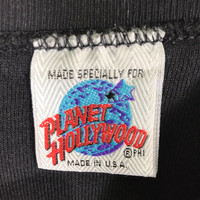 MADE SPECIALLY FOR
PLANET
HOLLYWOOD
® PHI
MADE IN U.S.A.